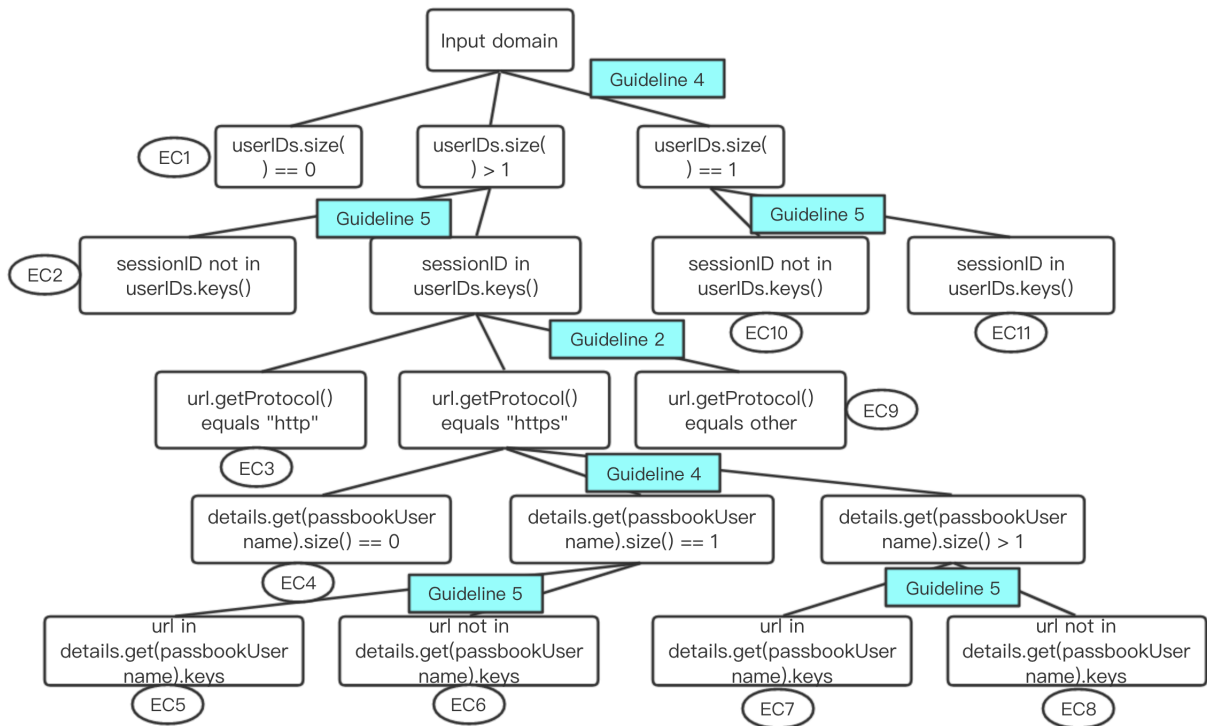 Input domain
Guideline 4
EC1
userIDs.size(
) == 0
userIDs.size(
) > 1
userIDs.size(
) == 1
Guideline 5
Guideline 5
EC2
sessionID not in
userIDs.keys()
sessionID in
userIDs.keys()
sessionID not in
userIDs.keys()
sessionID in
userIDs.keys()
EC10
EC11
Guideline 2
url.getProtocol()
equals "http"
url.getProtocol()
equals "https"
url.getProtocol()
equals other
EC9
EC3
Guideline 4
details.get(passbookUser
name).size() == 0
details.get(passbookUser
name).size() == 1
details.get(passbookUser
name).size() > 1
EC4
Guideline 5
Guideline 5
url in
details.get(passbookUser
name).keys
url not in
details.get(passbookUser
name).keys
url in
details.get(passbookUser
name).keys
url not in
details.get(passbookUser
name).keys
EC5
EC6
EC7
EC8